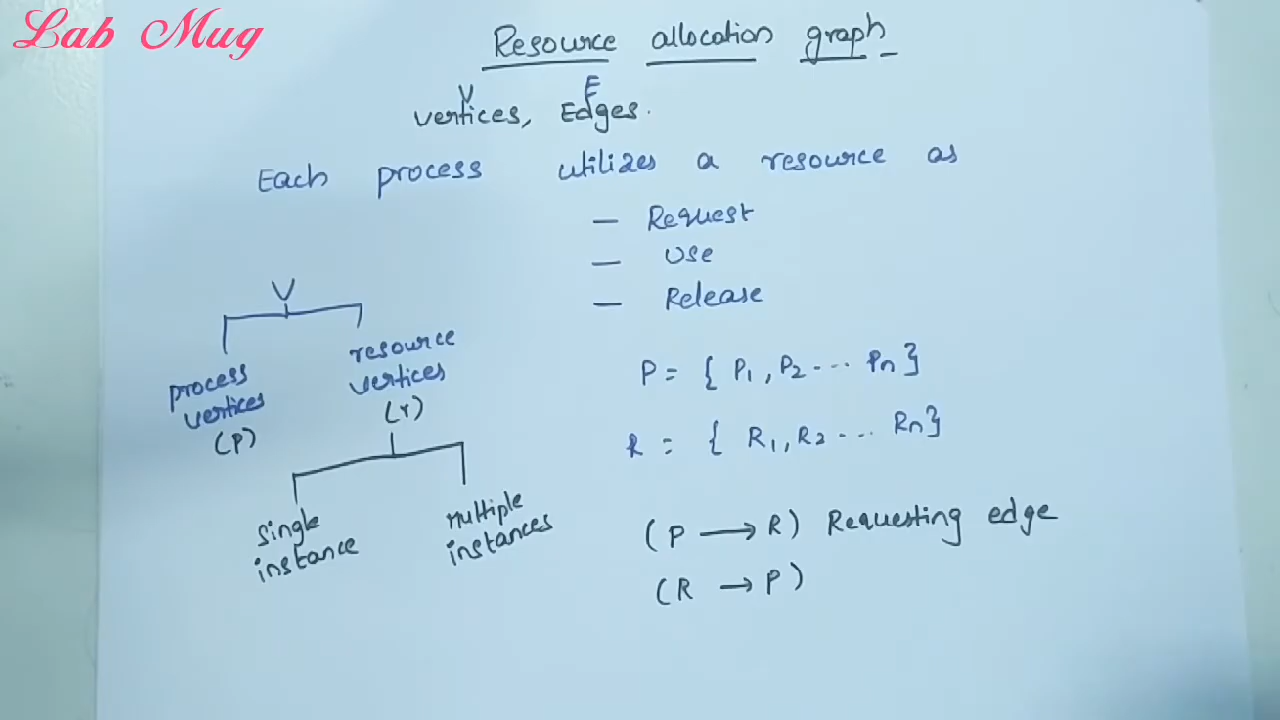 Lab Mug
Resource allocation graph
V E
vertices, Edges.
Each process utilizes a resource as
— Request
— Use
— Release
V
process
vertices
(P)
resource
vertices
(r)
single
instance
Multiple
instances
P = { P1, P2 ... Pn }
R = { R1, R2 ... Rn }
(P → R) Requesting edge
(R → P)